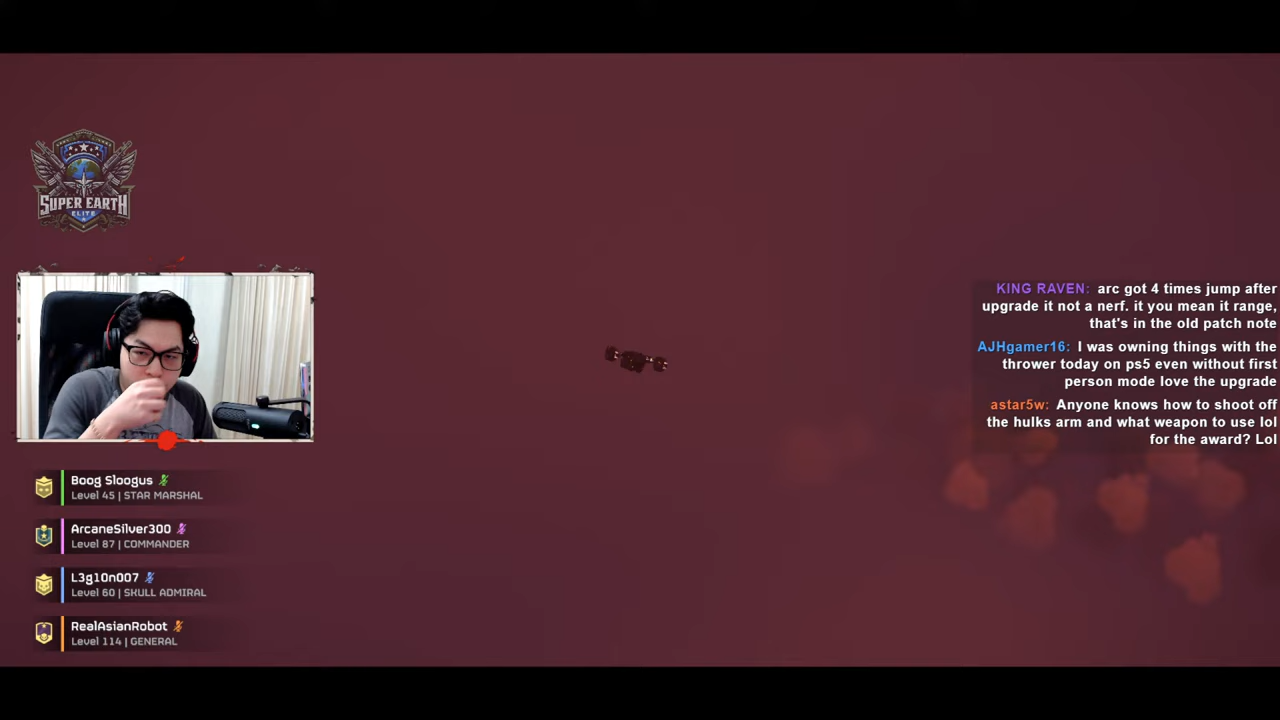 SUPER EARTH
ELITE
KING RAVEN: arc got 4 times jump after
upgrade it not a nerf. it you mean it range,
that's in the old patch note
AJHgamer16: I was owning things with the
thrower today on ps5 even without first
person mode love the upgrade
astar5w: Anyone knows how to shoot off
the hulks arm and what weapon to use lol
for the award? Lol
Boog Sloogus
Level 45 | STAR MARSHAL
ArcaneSilver300
Level 87 | COMMANDER
L3g10n007
Level 60 | SKULL ADMIRAL
RealAsianRobot
Level 114 | GENERAL